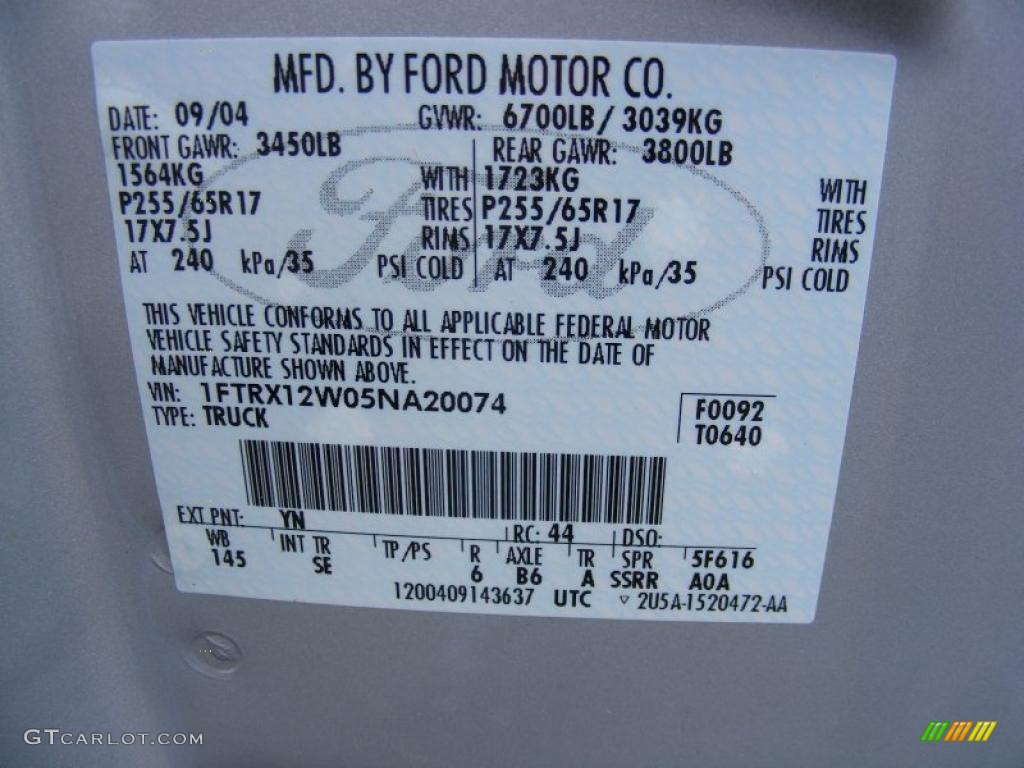 MFD. BY FORD MOTOR CO.
DATE: 09/04 GVWR: 6700LB/ 3039KG
FRONT GAWR: 3450LB REAR GAWR: 3800LB
1564KG WITH 1723KG WITH
P255/65R17 TIRES P255/65R17 TIRES
17X7.5J RIMS 17X7.5J RIMS
AT 240 kPa/35 PSI COLD AT 240 kPa/35 PSI COLD
Ford
THIS VEHICLE CONFORMS TO ALL APPLICABLE FEDERAL MOTOR
VEHICLE SAFETY STANDARDS IN EFFECT ON THE DATE OF
MANUFACTURE SHOWN ABOVE.
VIN: 1FTRX12W05NA20074
TYPE: TRUCK
F0092
T0640
EXT PNT: YN RC: 44 DSO:
WB INT TR TP/PS R AXLE TR SPR 5F616
145 SE 6 B6 A SSRR A0A
1200409143637 UTC ▽ 2U5A-1520472-AA
GTCARLOT.COM